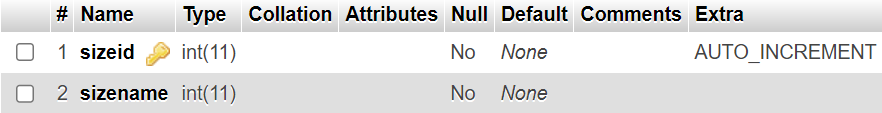 # Name Type Collation Attributes Null Default Comments Extra
1 sizeid int(11) No None AUTO_INCREMENT
2 sizename int(11) No None